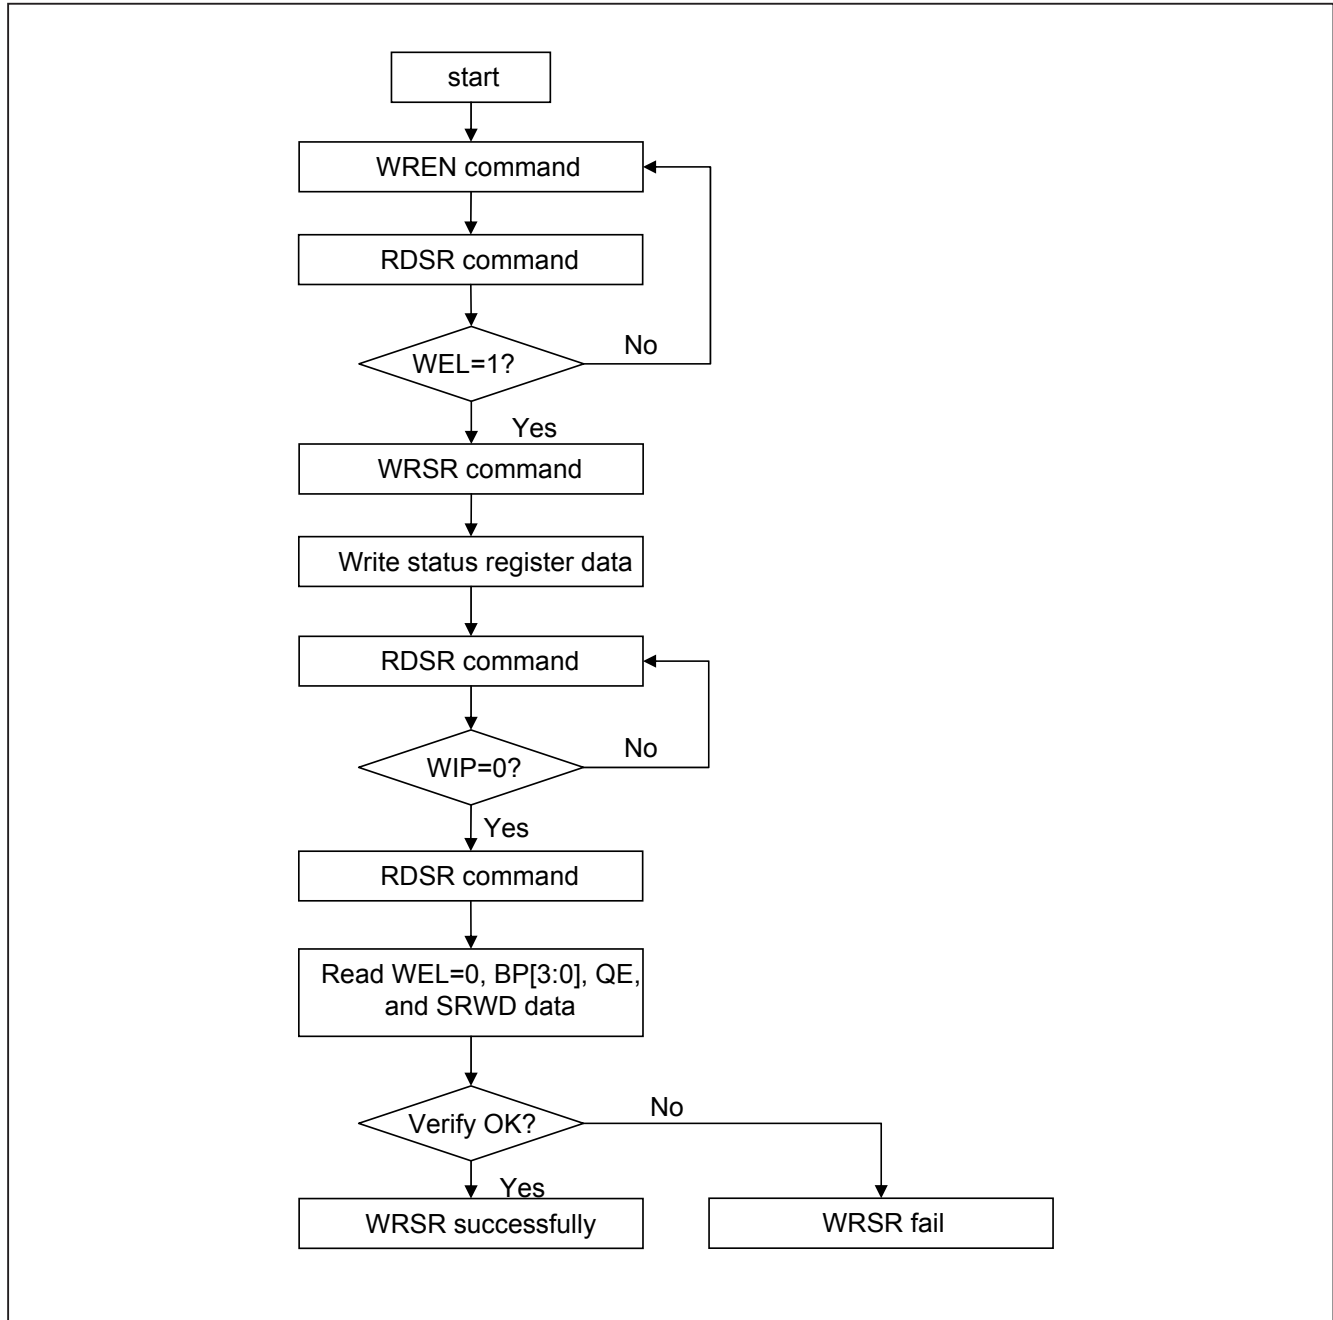 start
WREN command
RDSR command
WEL=1?
No
Yes
WRSR command
Write status register data
RDSR command
WIP=0?
No
Yes
RDSR command
Read WEL=0, BP[3:0], QE,
and SRWD data
Verify OK?
No
Yes
WRSR successfully
WRSR fail